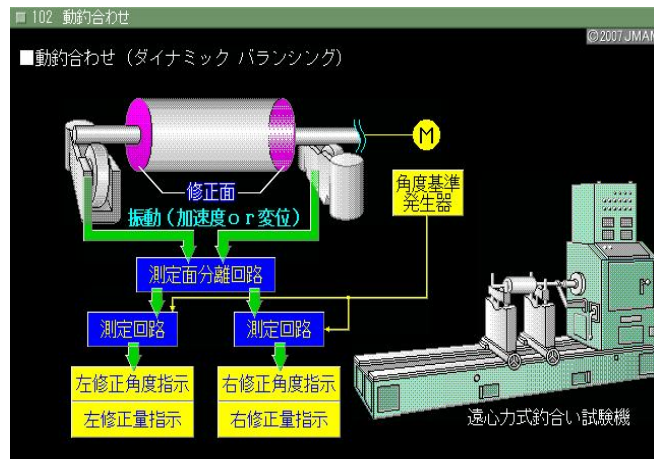 102 動釣合わせ
©2007 JMAM
■動釣合わせ (ダイナミック バランシング)
M
修正面
角度基準
発生器
振動(加速度or変位)
測定面分離回路
測定回路
測定回路
左修正角度指示
右修正角度指示
左修正量指示
右修正量指示
遠心力式釣合い試験機